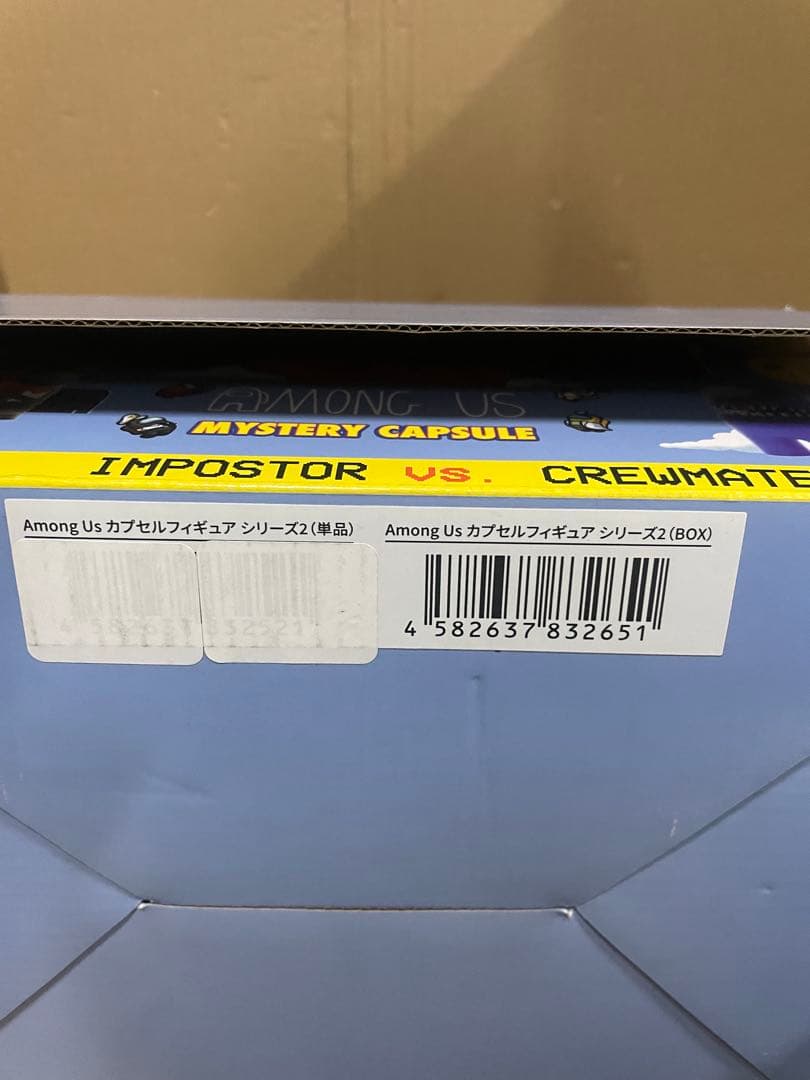 AMONG US
MYSTERY CAPSULE
IMPOSTOR VS. CREWMATE
Among Us カプセルフィギュア シリーズ2(単品)
Among Us カプセルフィギュア シリーズ2(BOX)
4 582637 832651